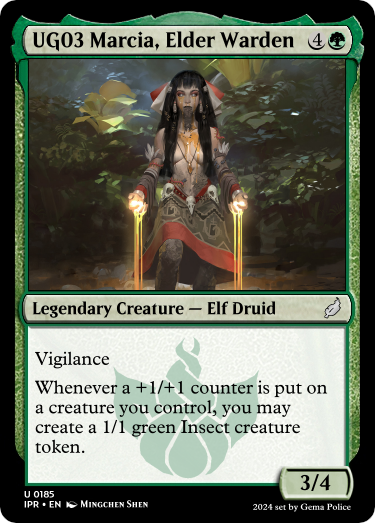 UG03 Marcia, Elder Warden 4
Legendary Creature — Elf Druid
Vigilance
Whenever a +1/+1 counter is put on
a creature you control, you may
create a 1/1 green Insect creature
token.
3/4
U 0185
IPR • EN Mingchen Shen
2024 set by Gema Police